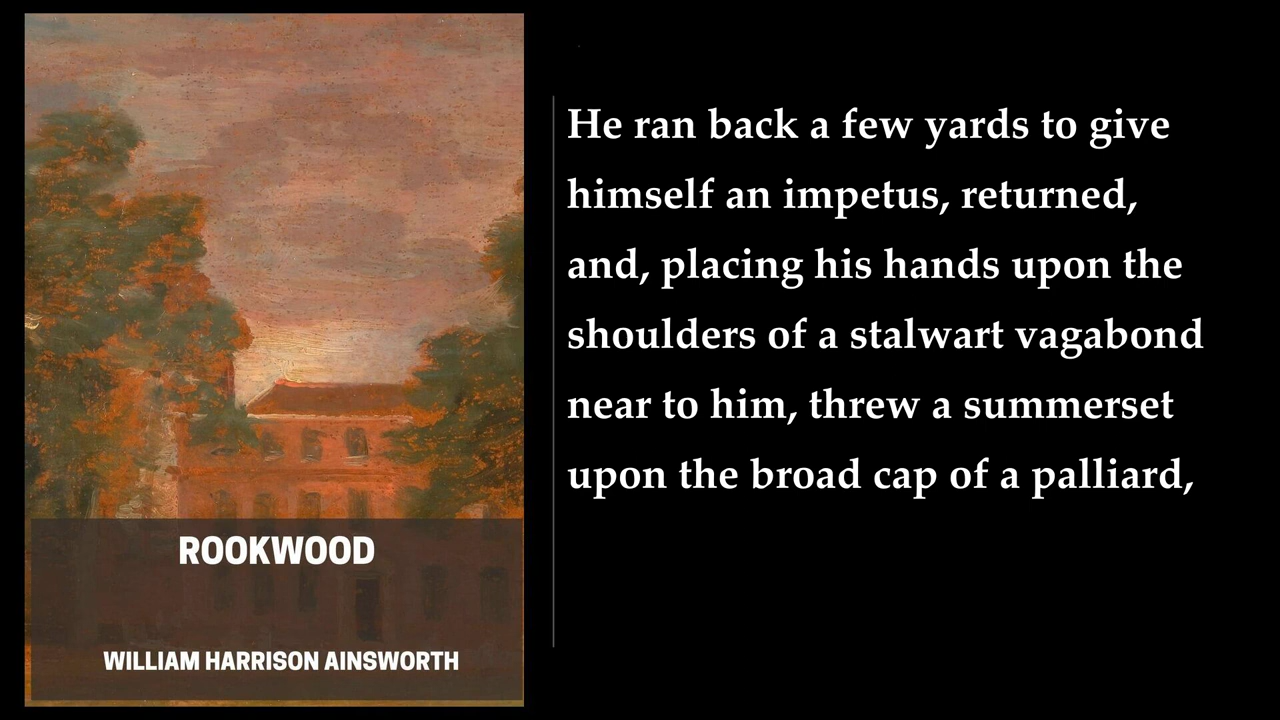 ROOKWOOD
WILLIAM HARRISON AINSWORTH
He ran back a few yards to give
himself an impetus, returned,
and, placing his hands upon the
shoulders of a stalwart vagabond
near to him, threw a summerset
upon the broad cap of a palliard,